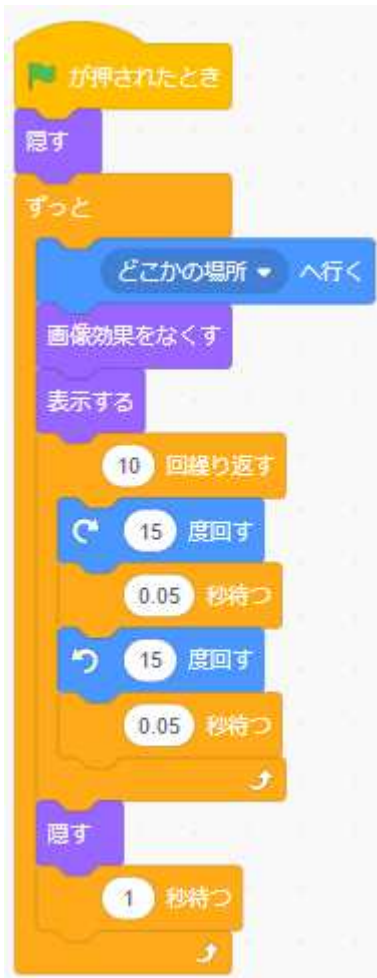 が押されたとき
隠す
ずっと
どこかの場所 へ行く
画像効果をなくす
表示する
10 回繰り返す
15 度回す
0.05 秒待つ
15 度回す
0.05 秒待つ
隠す
1 秒待つ